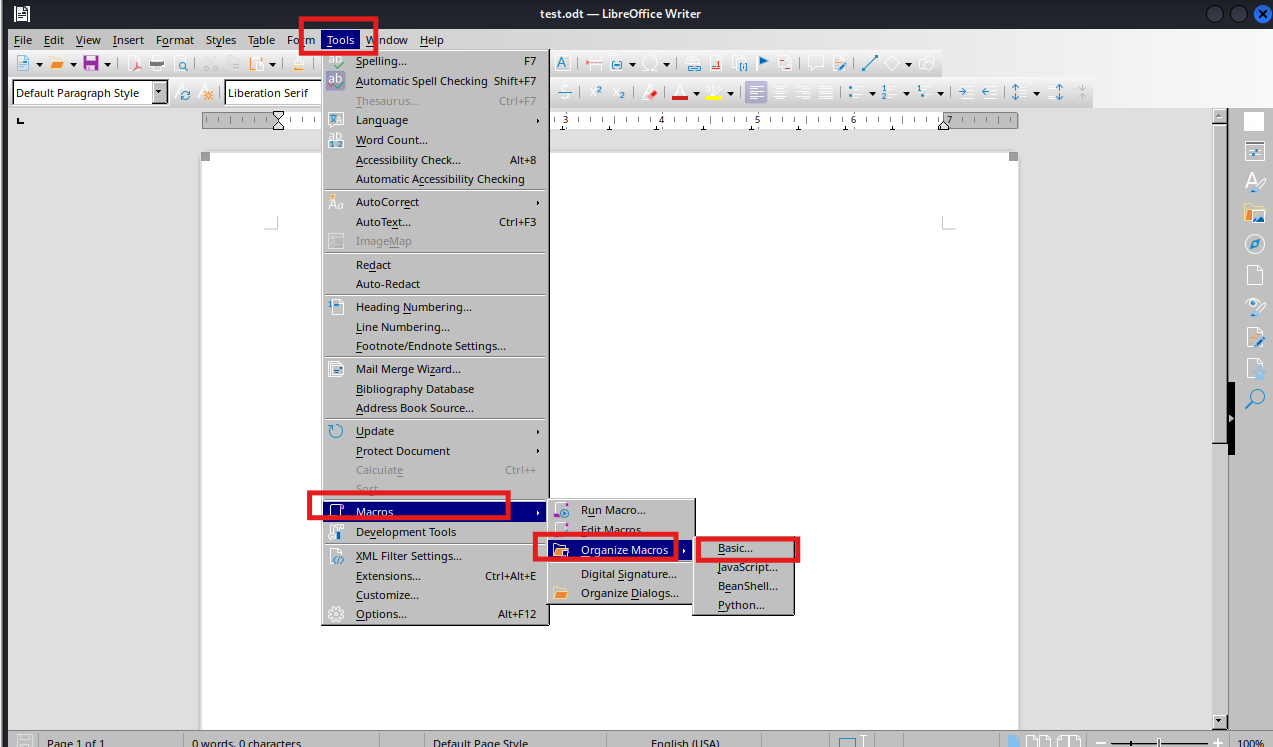 test.odt — LibreOffice Writer
File Edit View Insert Format Styles Table Form Tools Window Help
Default Paragraph Style
Liberation Serif
3 4 5 6 7
Spelling... F7
Automatic Spell Checking Shift+F7
Thesaurus... Ctrl+F7
Language
Word Count...
Accessibility Check... Alt+8
Automatic Accessibility Checking
AutoCorrect
AutoText... Ctrl+F3
ImageMap
Redact
Auto-Redact
Heading Numbering...
Line Numbering...
Footnote/Endnote Settings...
Mail Merge Wizard...
Bibliography Database
Address Book Source...
Update
Protect Document
Calculate Ctrl++
Sort...
Macros
Development Tools
XML Filter Settings...
Extensions... Ctrl+Alt+E
Customize...
Options... Alt+F12
Run Macro...
Edit Macros...
Organize Macros
Digital Signature...
Organize Dialogs...
Basic...
JavaScript...
BeanShell...
Python...
Page 1 of 1 0 words, 0 characters Default Page Style English (USA) 100%